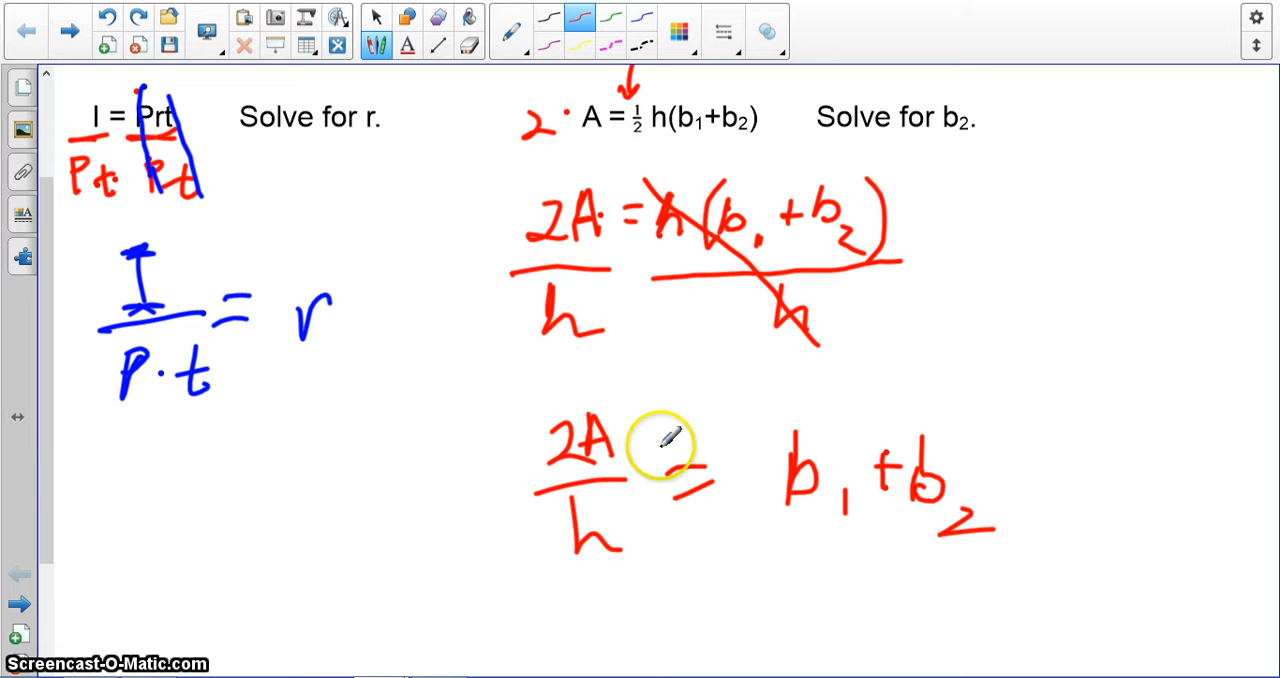 I = Prt Solve for r.
Pt Pt
I
P·t = r
2· A = ½ h(b₁+b₂) Solve for b₂.
2A = h(b₁+b₂)
h h
2A = b₁+b₂
h
Screencast-O-Matic.com